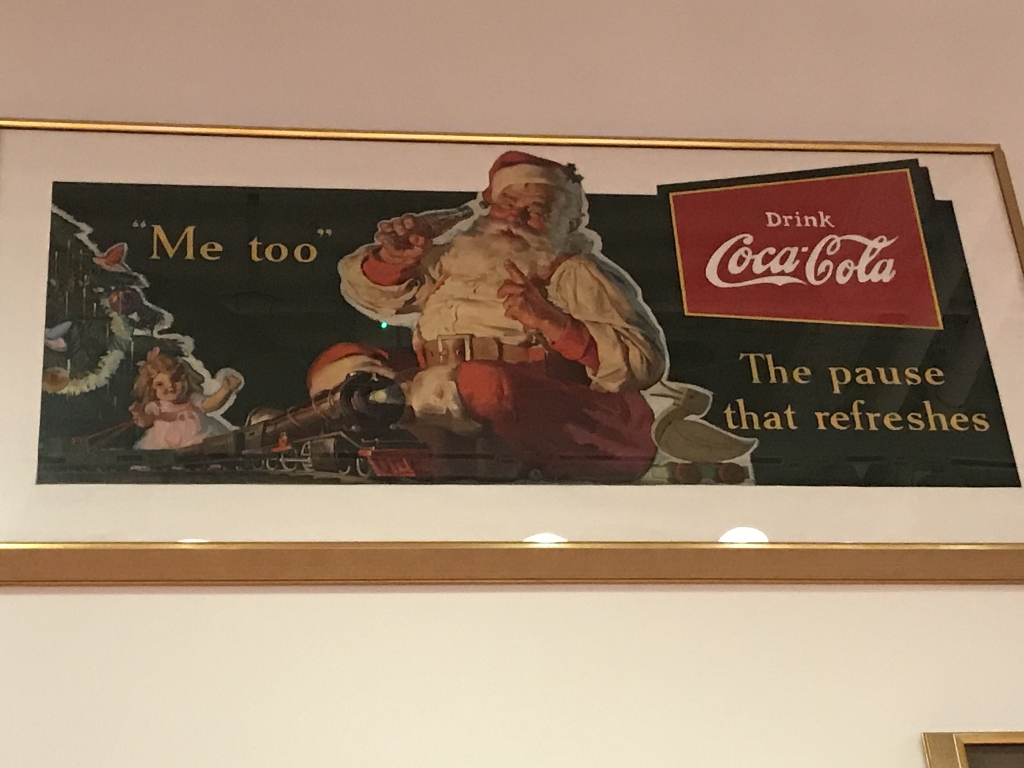 “Me too”
Drink
Coca-Cola
The pause
that refreshes